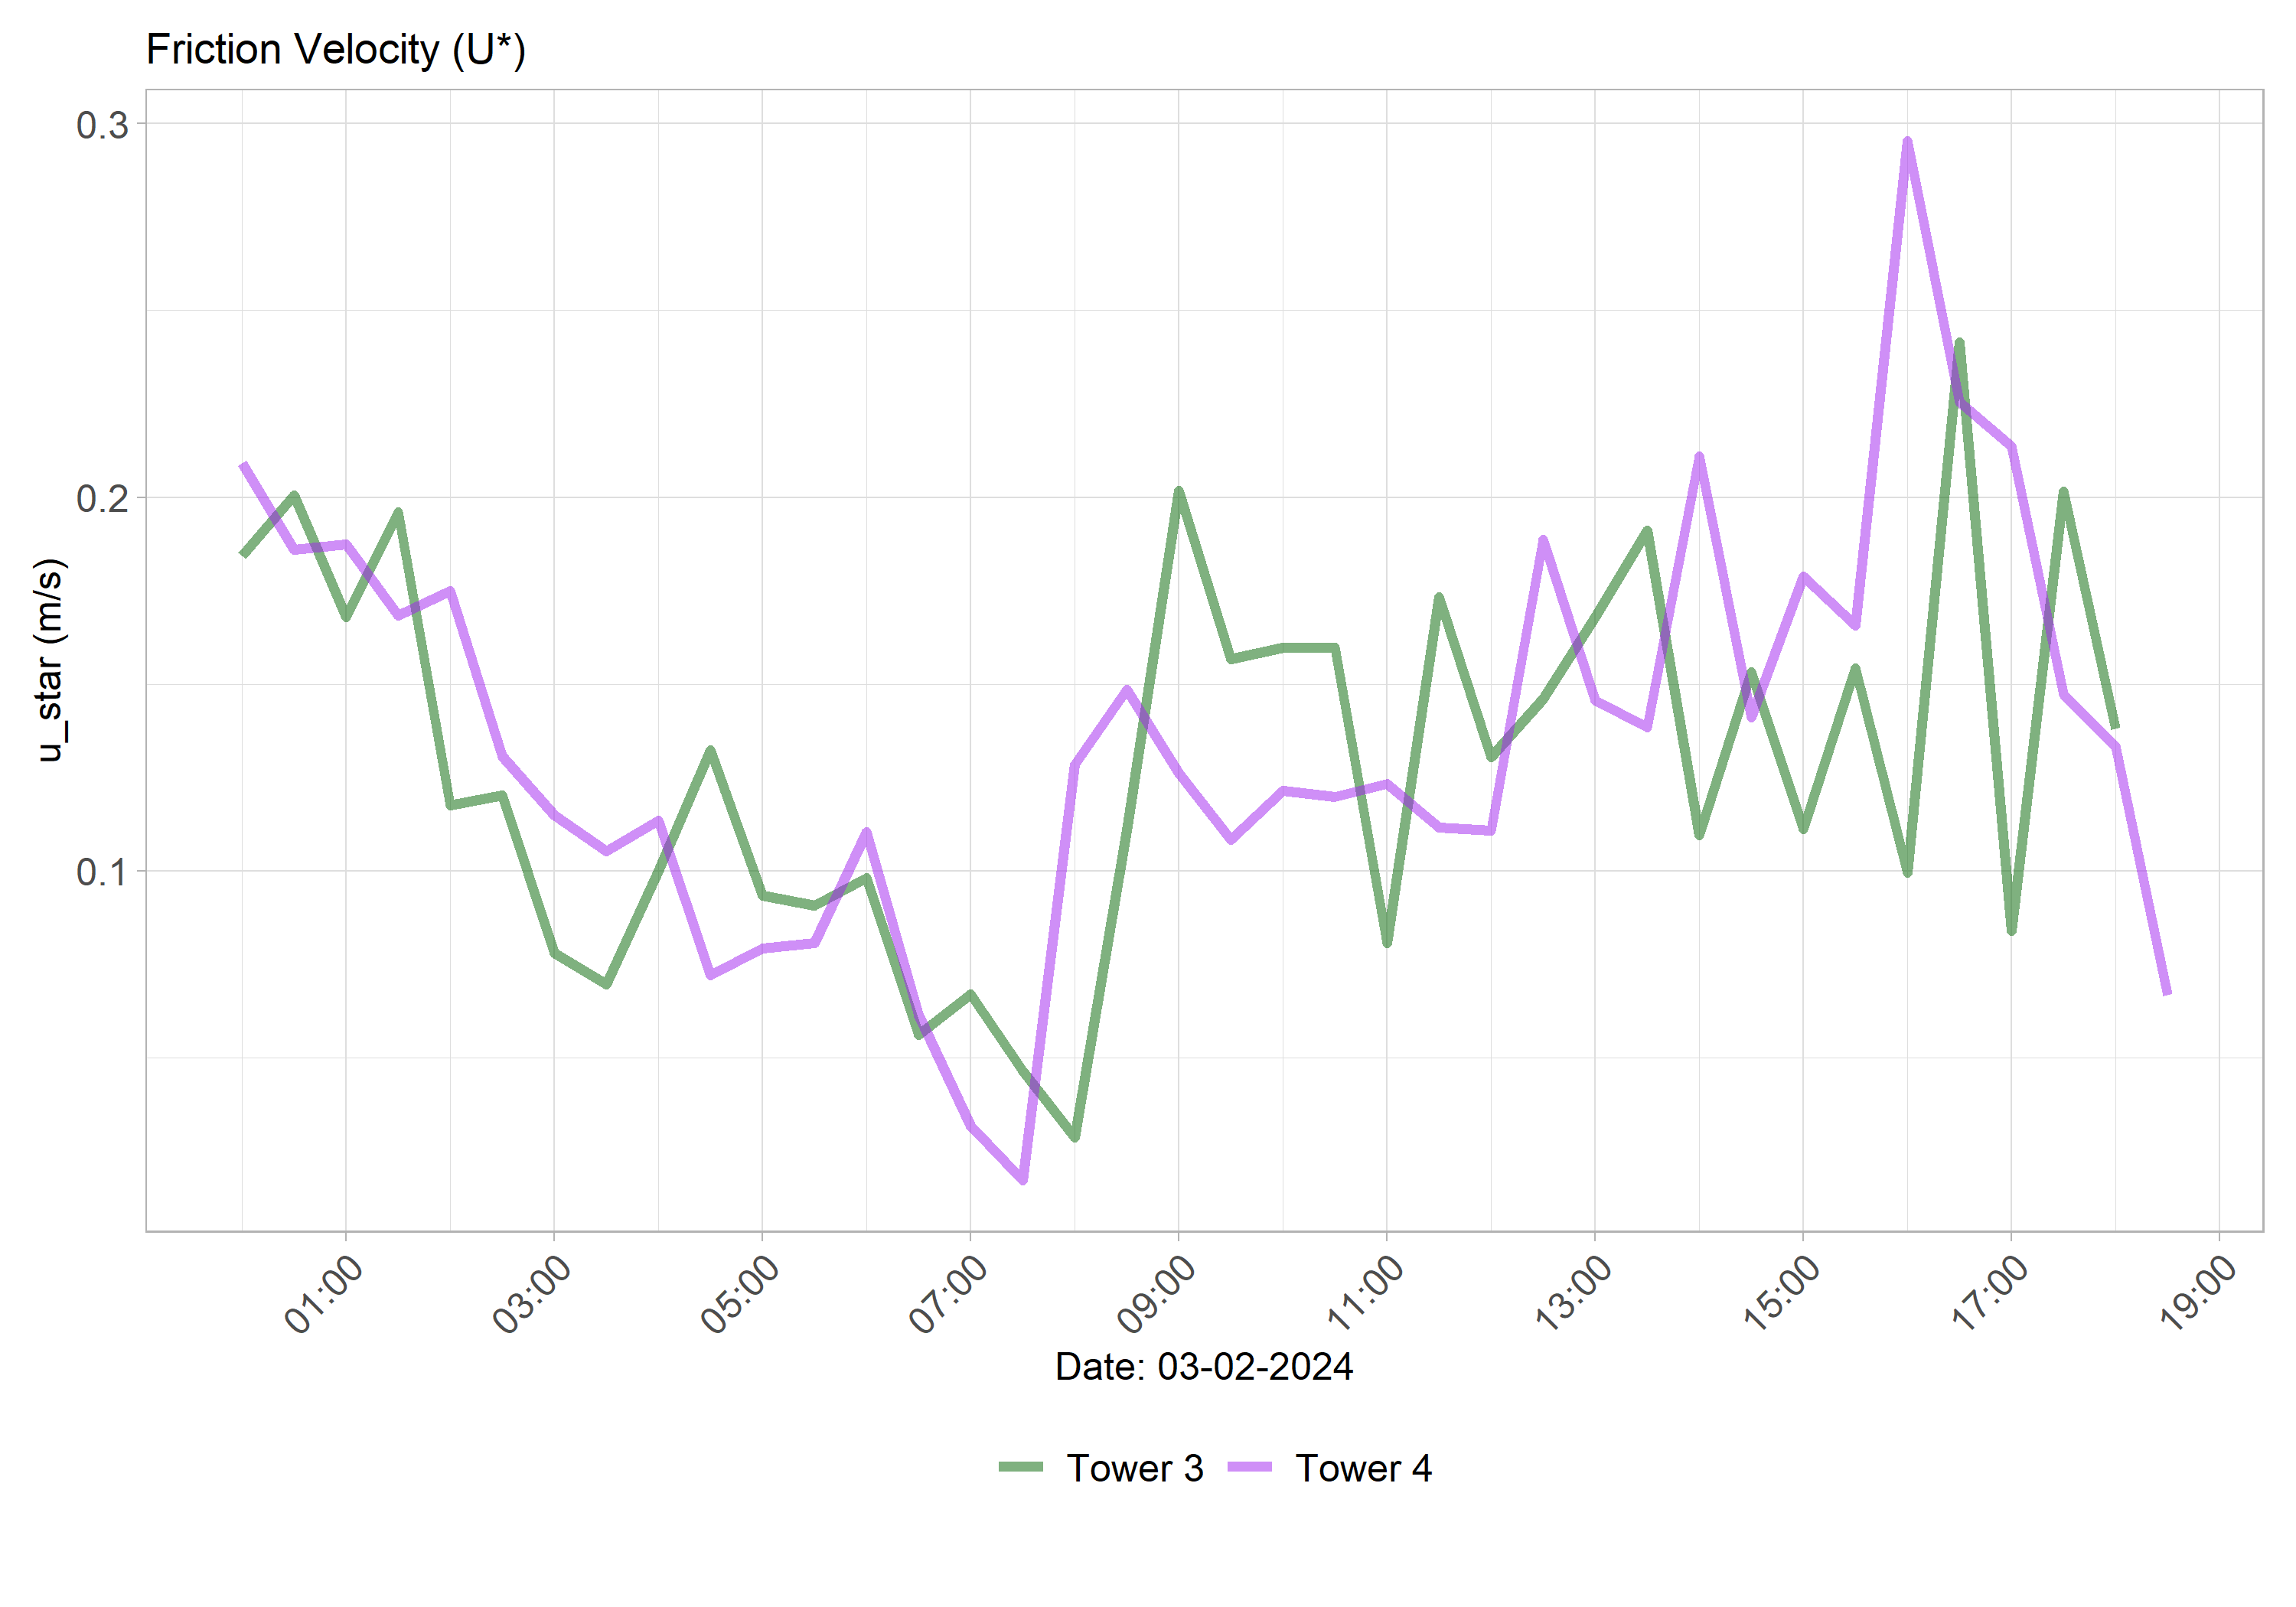 Friction Velocity (U*)
0.3
0.2
0.1
u_star (m/s)
01:00 03:00 05:00 07:00 09:00 11:00 13:00 15:00 17:00 19:00
Date: 03-02-2024
Tower 3 Tower 4